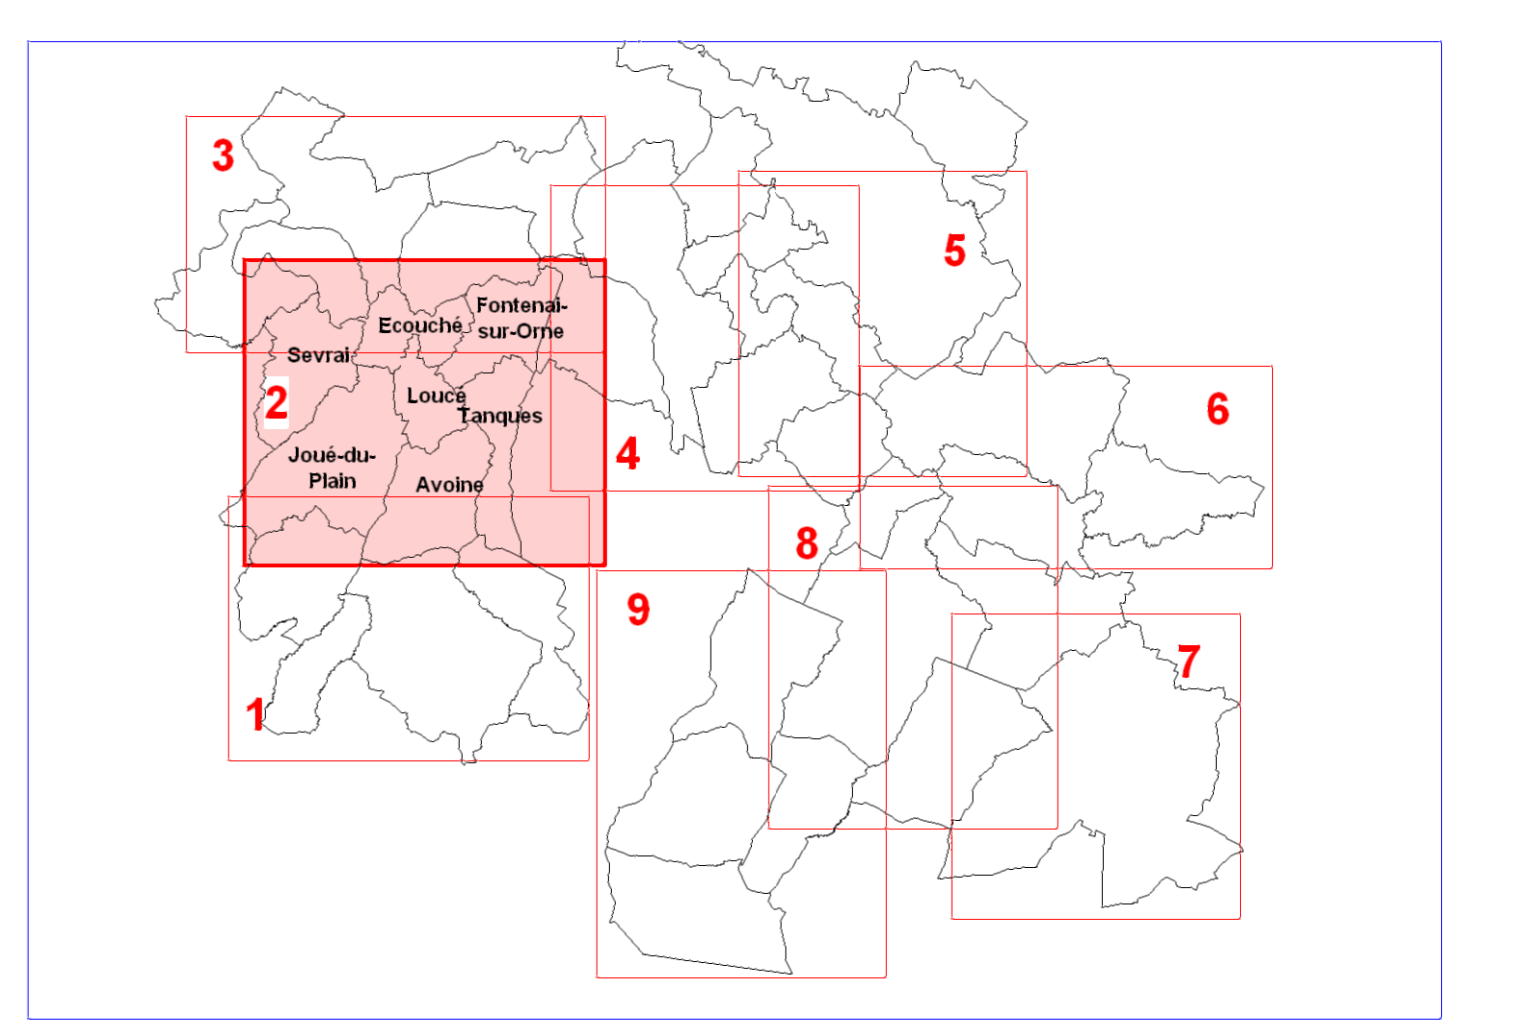 3
5
Fontenai-
sur-Orne
Ecouché
Sevrai
2
Loucé
Tanques
6
4
Joué-du-
Plain
Avoine
8
9
7
1